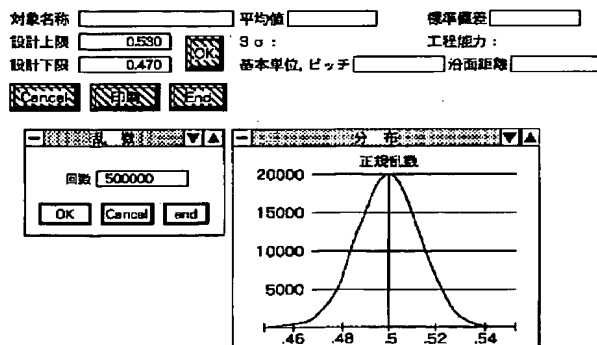 対象名称 平均値 標準偏差
設計上限 0.530 OK 3σ: 工程能力:
設計下限 0.470 基本単位,ピッチ 分面距離
Cancel 印刷 End
乱数
回数 500000
OK Cancel end
分布
正規乱数
20000
15000
10000
5000
.46 .48 .5 .52 .54